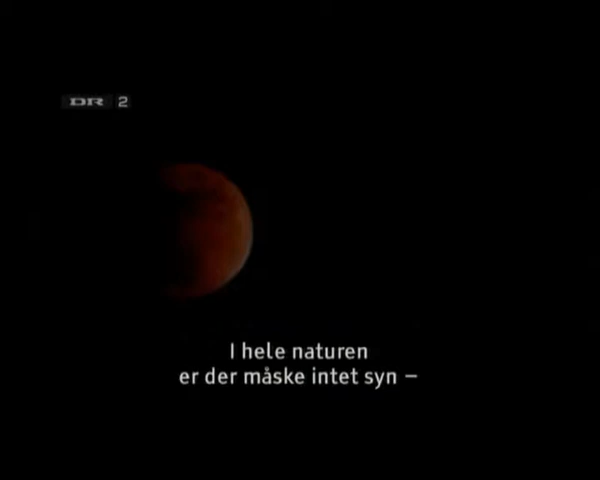 DR 2
I hele naturen
er der måske intet syn –